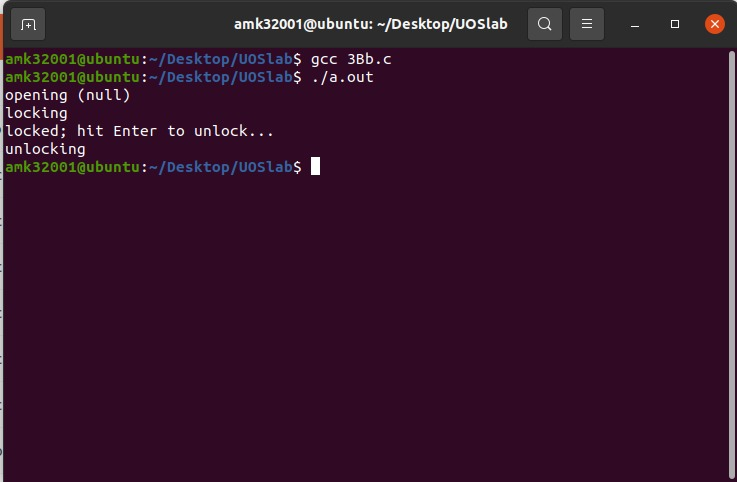 amk32001@ubuntu: ~/Desktop/UOSlab
amk32001@ubuntu:~/Desktop/UOSlab$ gcc 3Bb.c
amk32001@ubuntu:~/Desktop/UOSlab$ ./a.out
opening (null)
locking
locked; hit Enter to unlock...
unlocking
amk32001@ubuntu:~/Desktop/UOSlab$